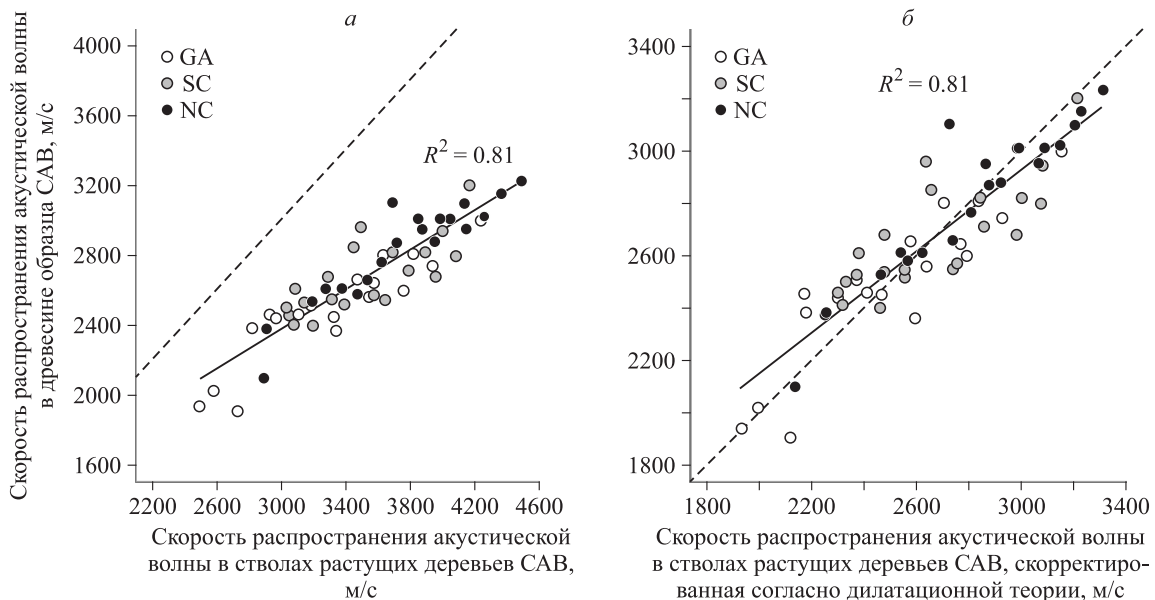 а
Скорость распространения акустической волны
в древесине образца САВ, м/с
4000
3600
3200
2800
2400
2000
1600
GA
SC
NC
R² = 0.81
2200 2600 3000 3400 3800 4200 4600
Скорость распространения акустической
волны в стволах растущих деревьев САВ,
м/с
б
3400
3000
2600
2200
1800
GA
SC
NC
R² = 0.81
1800 2200 2600 3000 3400
Скорость распространения акустической волны
в стволах растущих деревьев САВ, скорректиро-
ванная согласно дилатационной теории, м/с